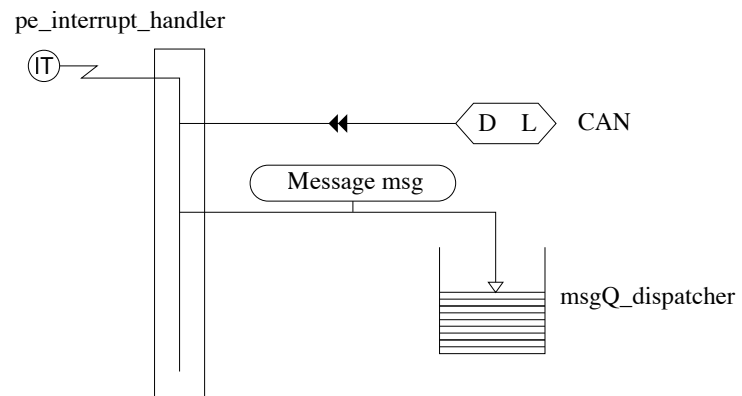 pe_interrupt_handler
IT
D L CAN
Message msg
msgQ_dispatcher